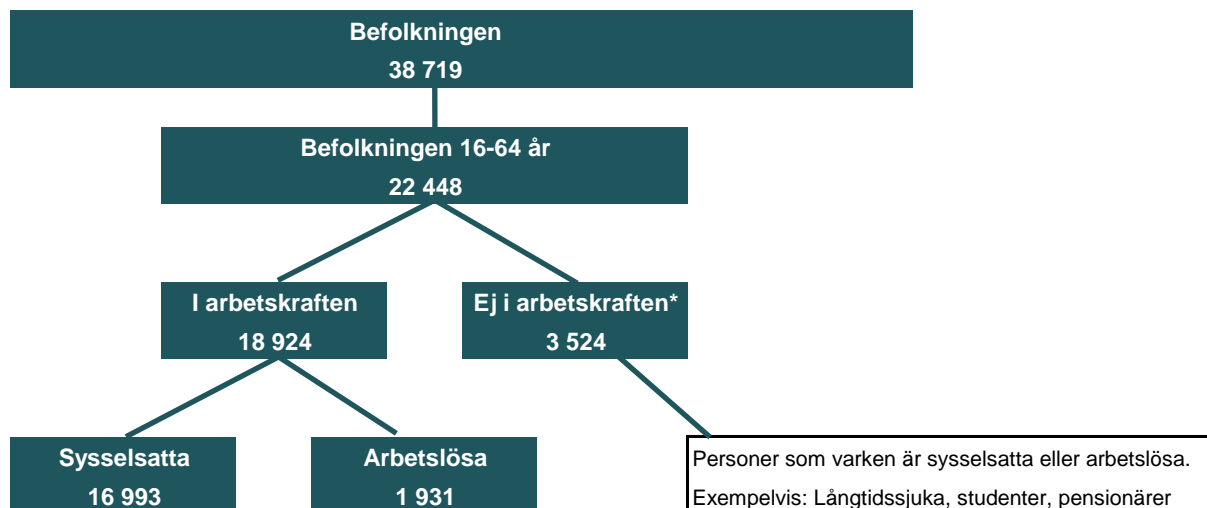 Befolkningen
38 719
Befolkningen 16-64 år
22 448
I arbetskraften
18 924
Ej i arbetskraften*
3 524
Sysselsatta
16 993
Arbetslösa
1 931
Personer som varken är sysselsatta eller arbetslösa.
Exempelvis: Långtidssjuka, studenter, pensionärer